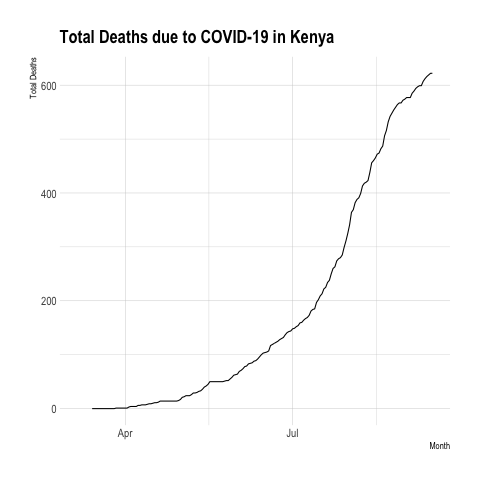 Total Deaths due to COVID-19 in Kenya
Total Deaths
600
400
200
0
Apr Jul
Month